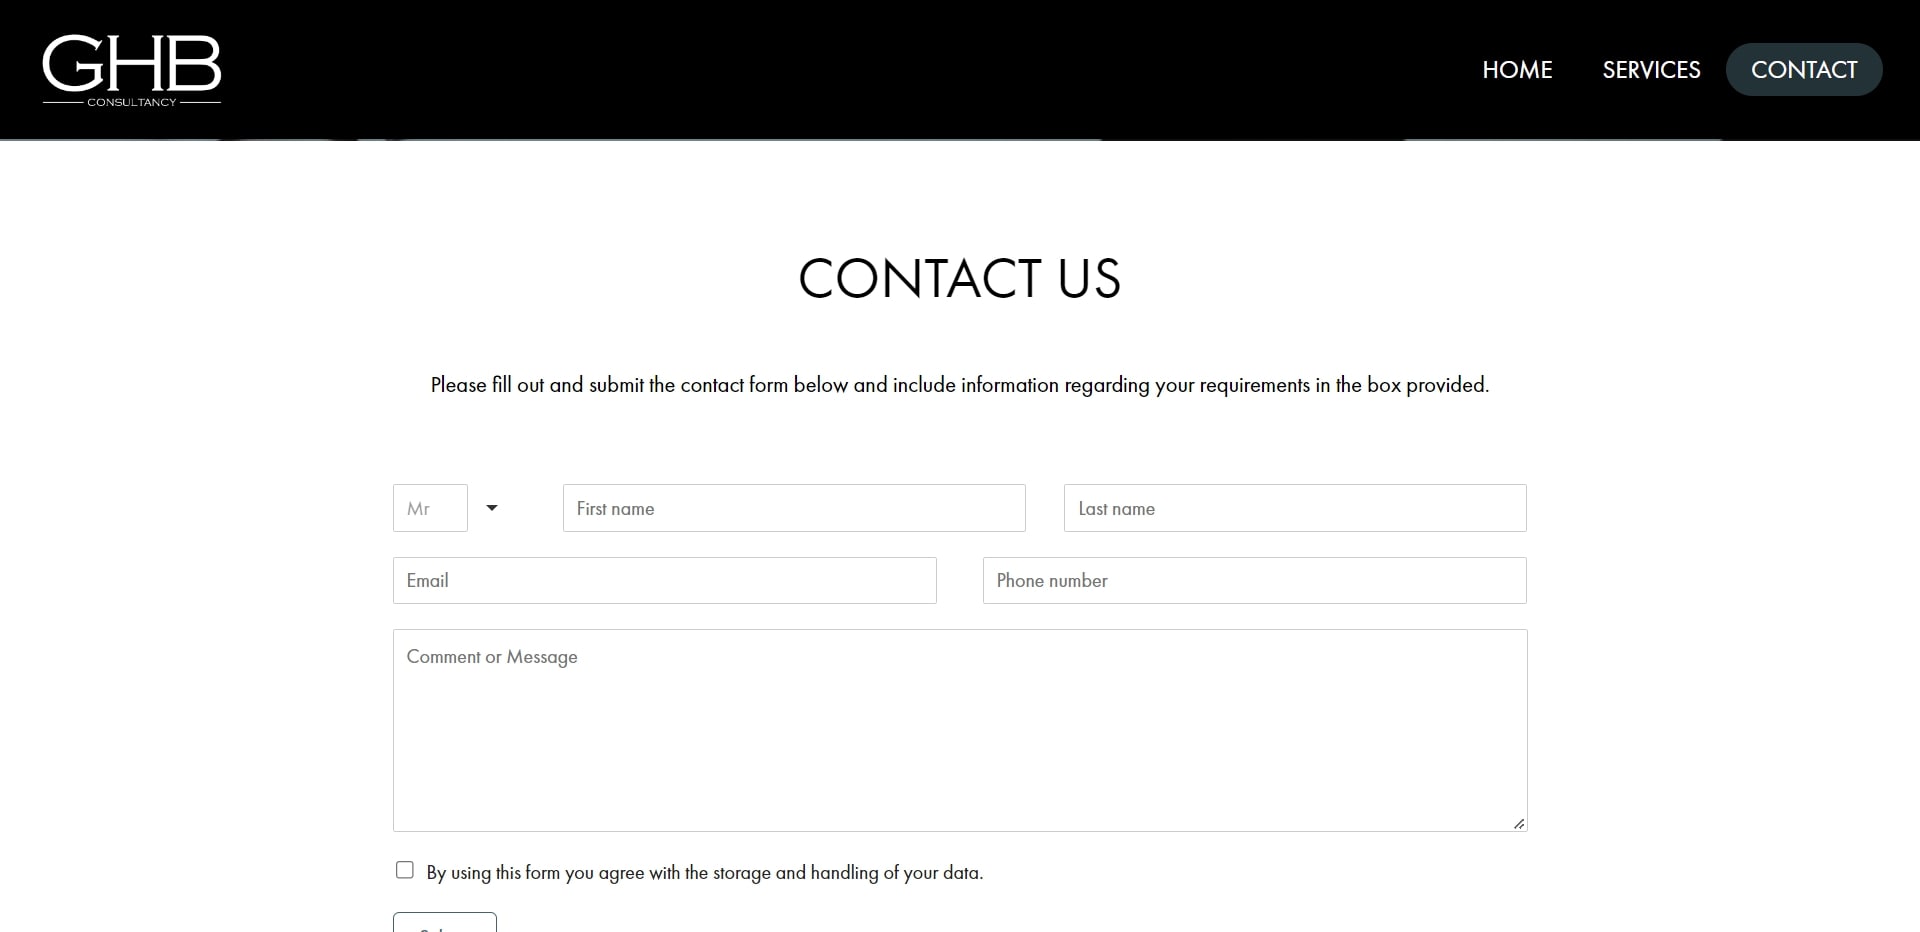 GHB
CONSULTANCY
HOME SERVICES CONTACT
CONTACT US
Please fill out and submit the contact form below and include information regarding your requirements in the box provided.
Mr First name Last name
Email Phone number
Comment or Message
By using this form you agree with the storage and handling of your data.